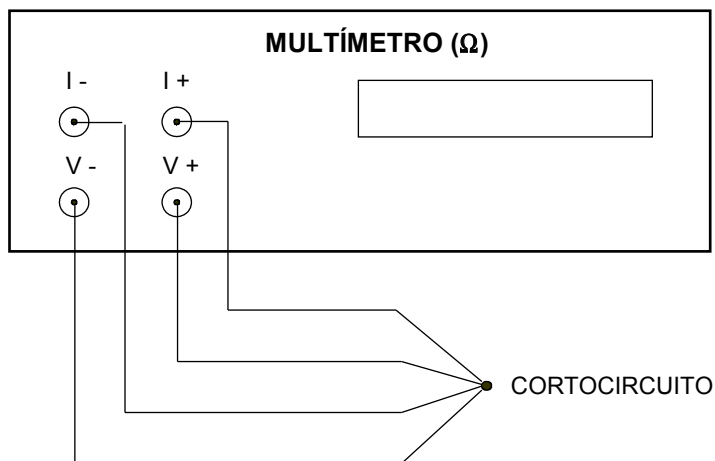 MULTÍMETRO (Ω)
I - I +
V - V +
CORTOCIRCUITO